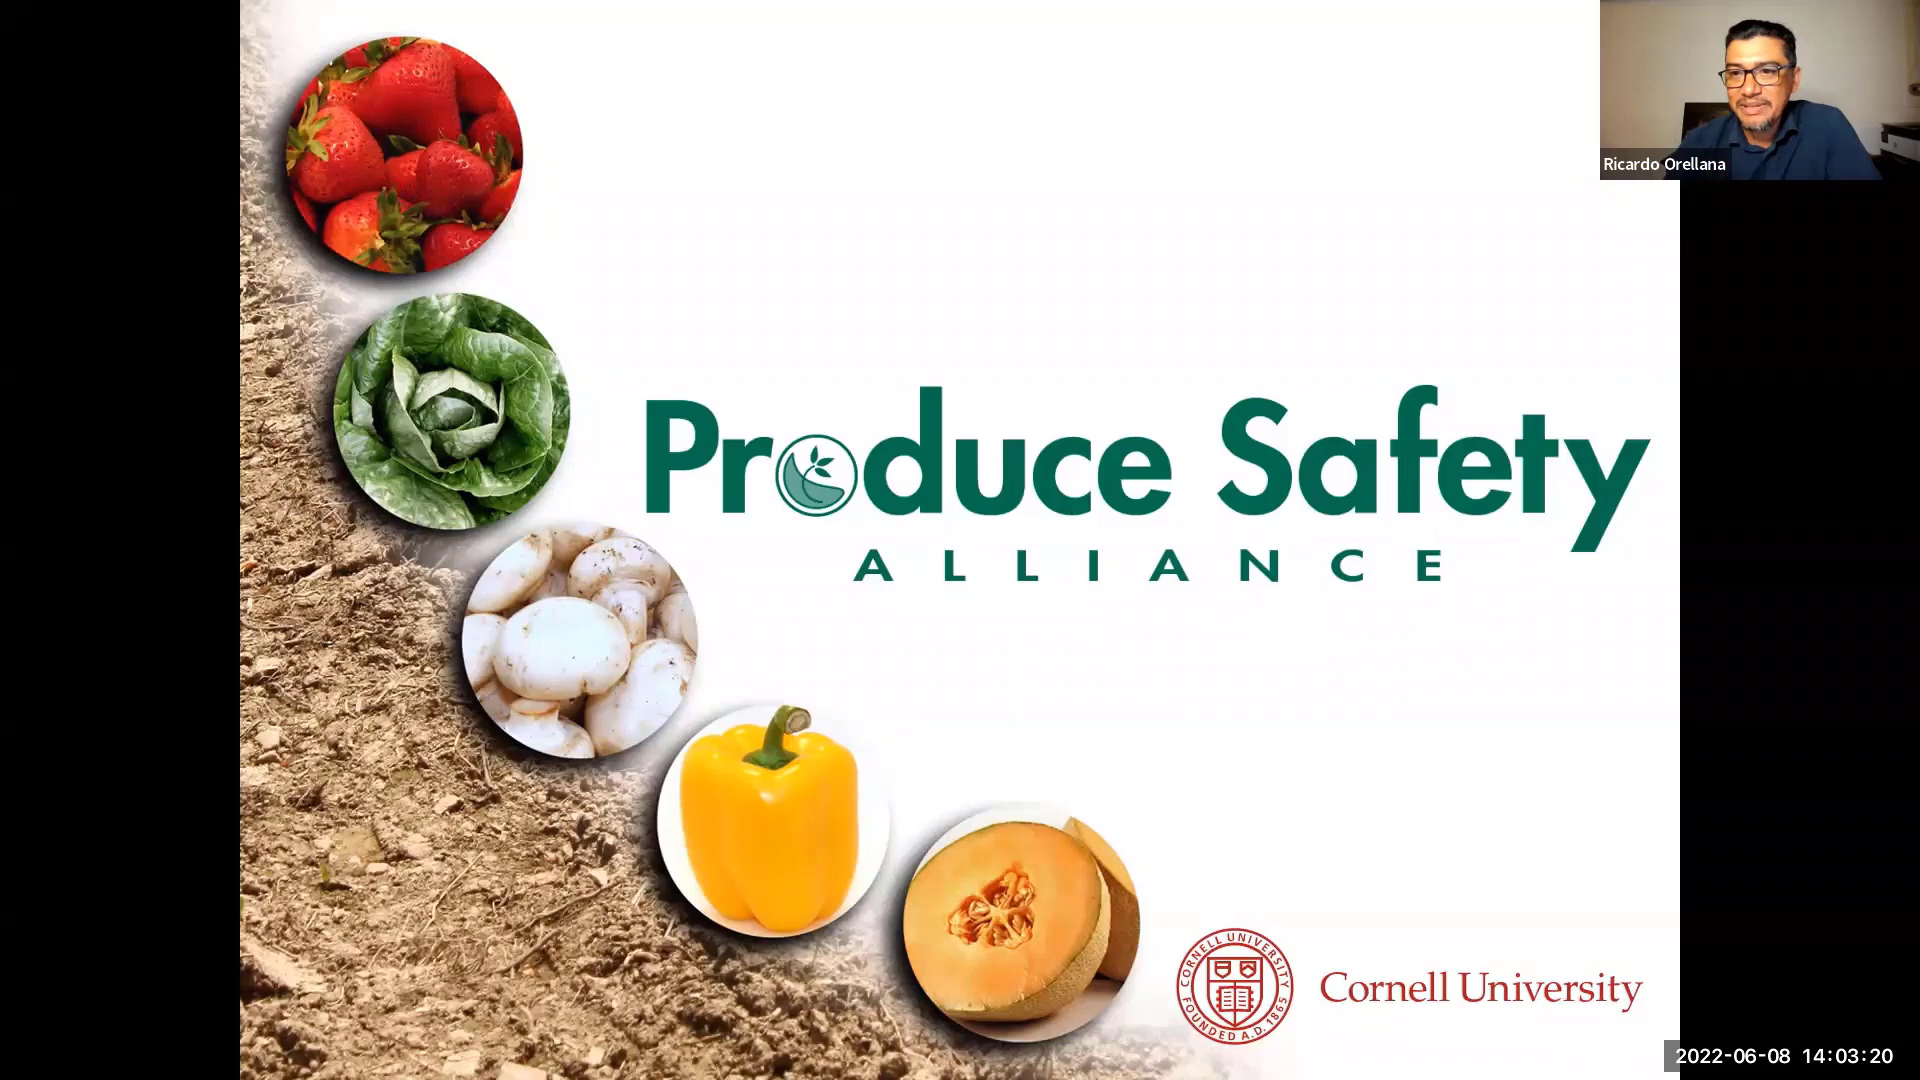 Ricardo Orellana
Produce Safety
ALLIANCE
CORNELL UNIVERSITY
FOUNDED A.D. 1865
Cornell University
2022-06-08 14:03:20